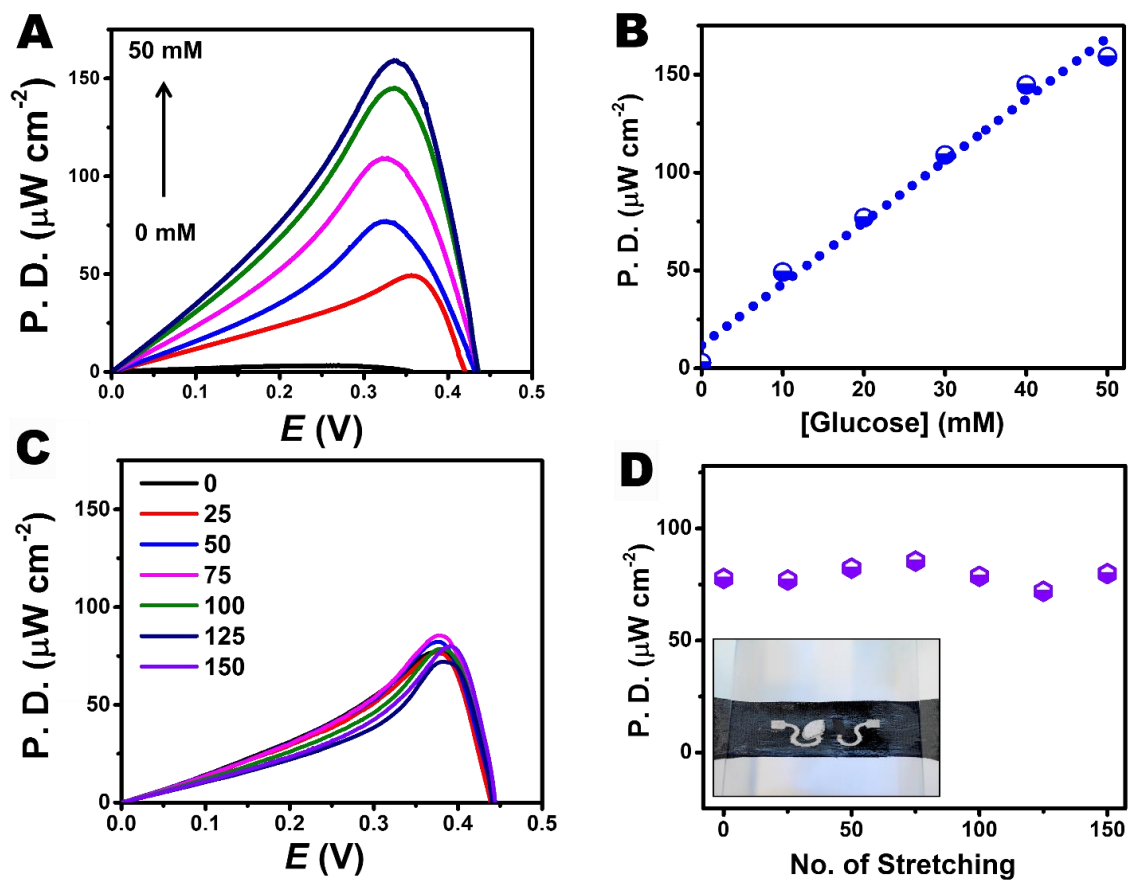 A
50 mM
0 mM
P. D. (μW cm⁻²)
150
100
50
0
0.0 0.1 0.2 0.3 0.4 0.5
E (V)
B
P. D. (μW cm⁻²)
150
100
50
0
0 10 20 30 40 50
[Glucose] (mM)
C
P. D. (μW cm⁻²)
150
100
50
0
0
25
50
75
100
125
150
0.0 0.1 0.2 0.3 0.4 0.5
E (V)
D
P. D. (μW cm⁻²)
100
50
0
0 50 100 150
No. of Stretching